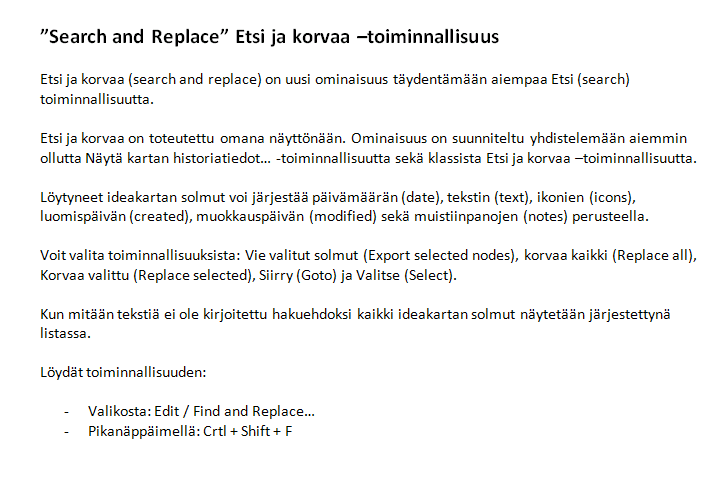 ”Search and Replace” Etsi ja korvaa –toiminnallisuus
Etsi ja korvaa (search and replace) on uusi ominaisuus täydentämään aiempaa Etsi (search)
toiminnallisuutta.
Etsi ja korvaa on toteutettu omana näyttönään. Ominaisuus on suunniteltu yhdistelemään aiemmin
ollutta Näytä kartan historiatiedot... -toiminnallisuutta sekä klassista Etsi ja korvaa –toiminnallisuutta.
Löytyneet ideakartan solmut voi järjestää päivämäärän (date), tekstin (text), ikonien (icons),
luomispäivän (created), muokkauspäivän (modified) sekä muistiinpanojen (notes) perusteella.
Voit valita toiminnallisuuksista: Vie valitut solmut (Export selected nodes), korvaa kaikki (Replace all),
Korvaa valittu (Replace selected), Siirry (Goto) ja Valitse (Select).
Kun mitään tekstiä ei ole kirjoitettu hakuehdoksi kaikki ideakartan solmut näytetään järjestettynä
listassa.
Löydät toiminnallisuuden:
- Valikosta: Edit / Find and Replace...
- Pikanäppäimellä: Crtl + Shift + F